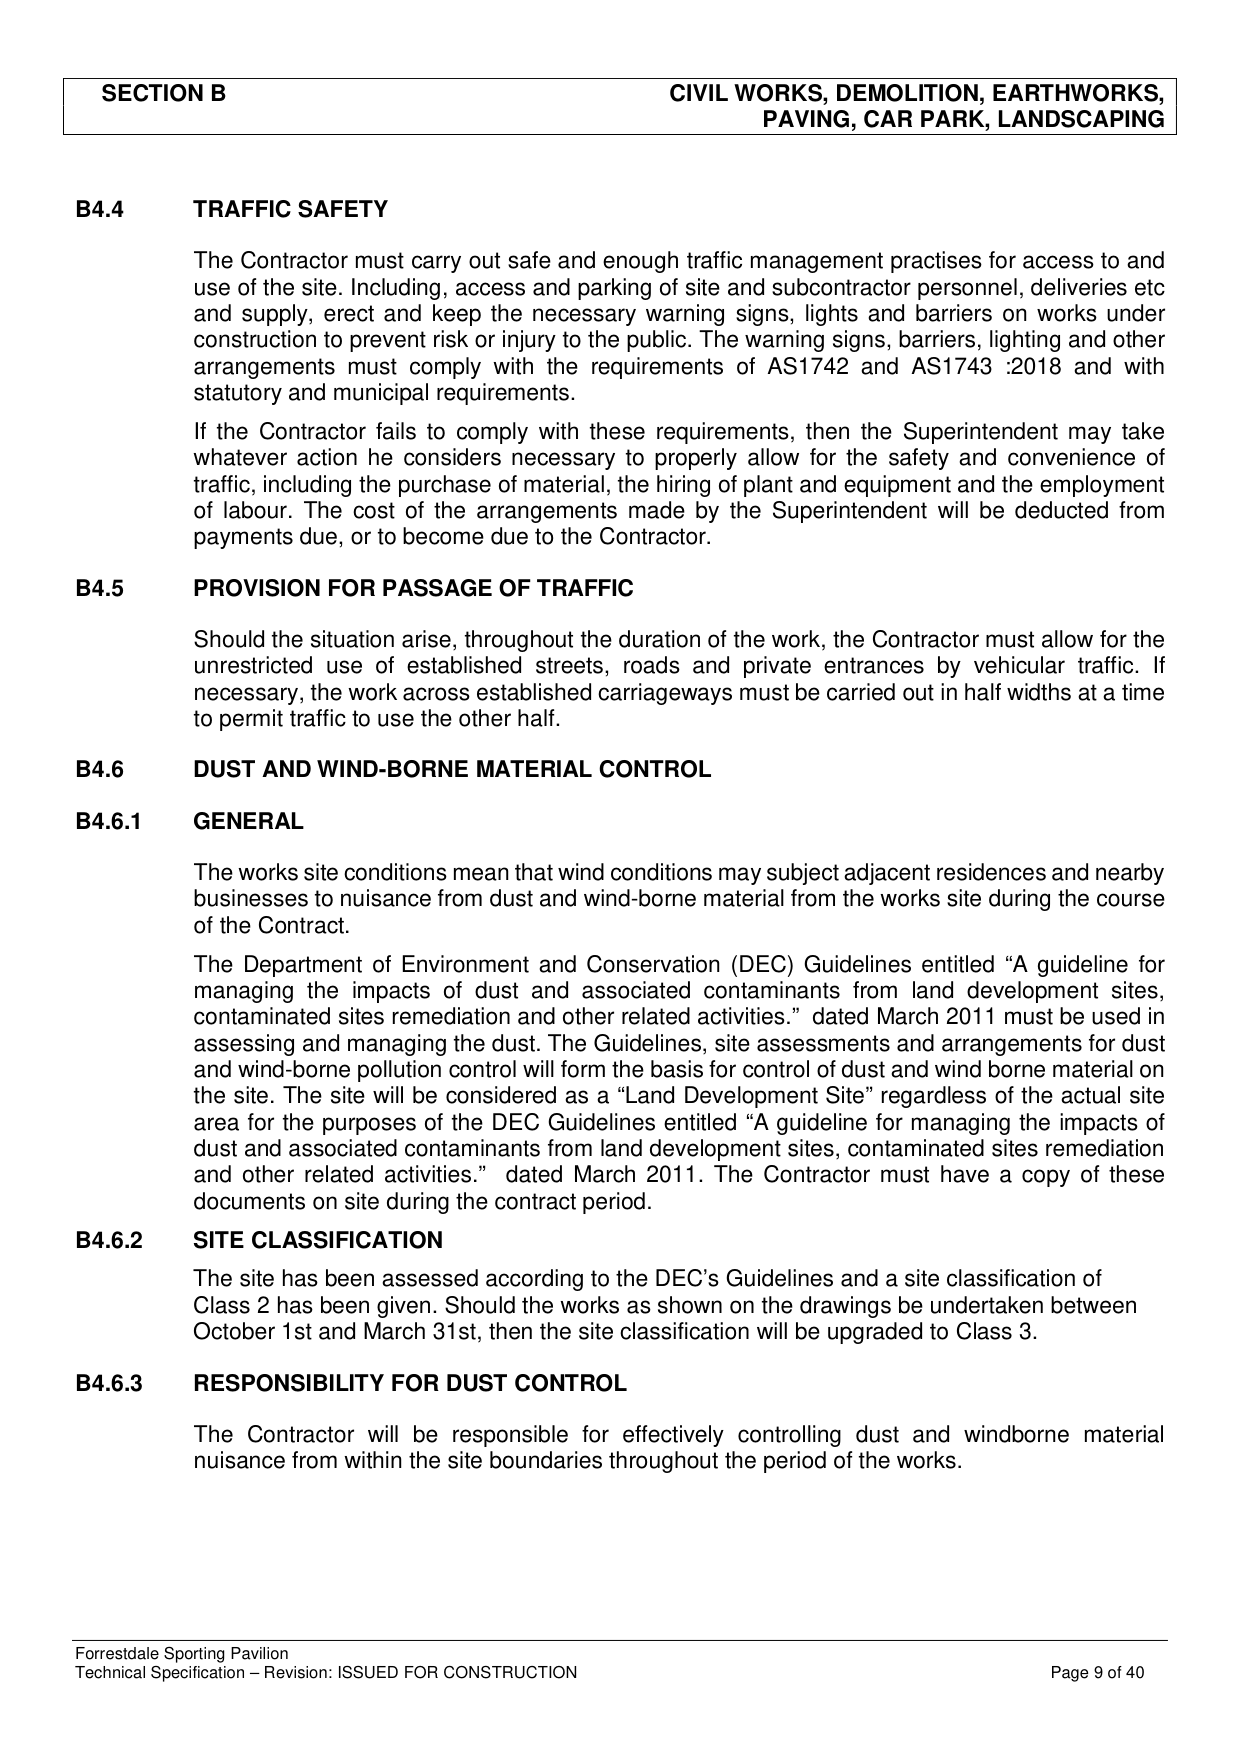 SECTION B CIVIL WORKS, DEMOLITION, EARTHWORKS,
PAVING, CAR PARK, LANDSCAPING
B4.4 TRAFFIC SAFETY
The Contractor must carry out safe and enough traffic management practises for access to and
use of the site. Including, access and parking of site and subcontractor personnel, deliveries etc
and supply, erect and keep the necessary warning signs, lights and barriers on works under
construction to prevent risk or injury to the public. The warning signs, barriers, lighting and other
arrangements must comply with the requirements of AS1742 and AS1743 :2018 and with
statutory and municipal requirements.
If the Contractor fails to comply with these requirements, then the Superintendent may take
whatever action he considers necessary to properly allow for the safety and convenience of
traffic, including the purchase of material, the hiring of plant and equipment and the employment
of labour. The cost of the arrangements made by the Superintendent will be deducted from
payments due, or to become due to the Contractor.
B4.5 PROVISION FOR PASSAGE OF TRAFFIC
Should the situation arise, throughout the duration of the work, the Contractor must allow for the
unrestricted use of established streets, roads and private entrances by vehicular traffic. If
necessary, the work across established carriageways must be carried out in half widths at a time
to permit traffic to use the other half.
B4.6 DUST AND WIND-BORNE MATERIAL CONTROL
B4.6.1 GENERAL
The works site conditions mean that wind conditions may subject adjacent residences and nearby
businesses to nuisance from dust and wind-borne material from the works site during the course
of the Contract.
The Department of Environment and Conservation (DEC) Guidelines entitled “A guideline for
managing the impacts of dust and associated contaminants from land development sites,
contaminated sites remediation and other related activities.” dated March 2011 must be used in
assessing and managing the dust. The Guidelines, site assessments and arrangements for dust
and wind-borne pollution control will form the basis for control of dust and wind borne material on
the site. The site will be considered as a “Land Development Site” regardless of the actual site
area for the purposes of the DEC Guidelines entitled “A guideline for managing the impacts of
dust and associated contaminants from land development sites, contaminated sites remediation
and other related activities.” dated March 2011. The Contractor must have a copy of these
documents on site during the contract period.
B4.6.2 SITE CLASSIFICATION
The site has been assessed according to the DEC’s Guidelines and a site classification of
Class 2 has been given. Should the works as shown on the drawings be undertaken between
October 1st and March 31st, then the site classification will be upgraded to Class 3.
B4.6.3 RESPONSIBILITY FOR DUST CONTROL
The Contractor will be responsible for effectively controlling dust and windborne material
nuisance from within the site boundaries throughout the period of the works.
Forrestdale Sporting Pavilion
Technical Specification – Revision: ISSUED FOR CONSTRUCTION Page 9 of 40